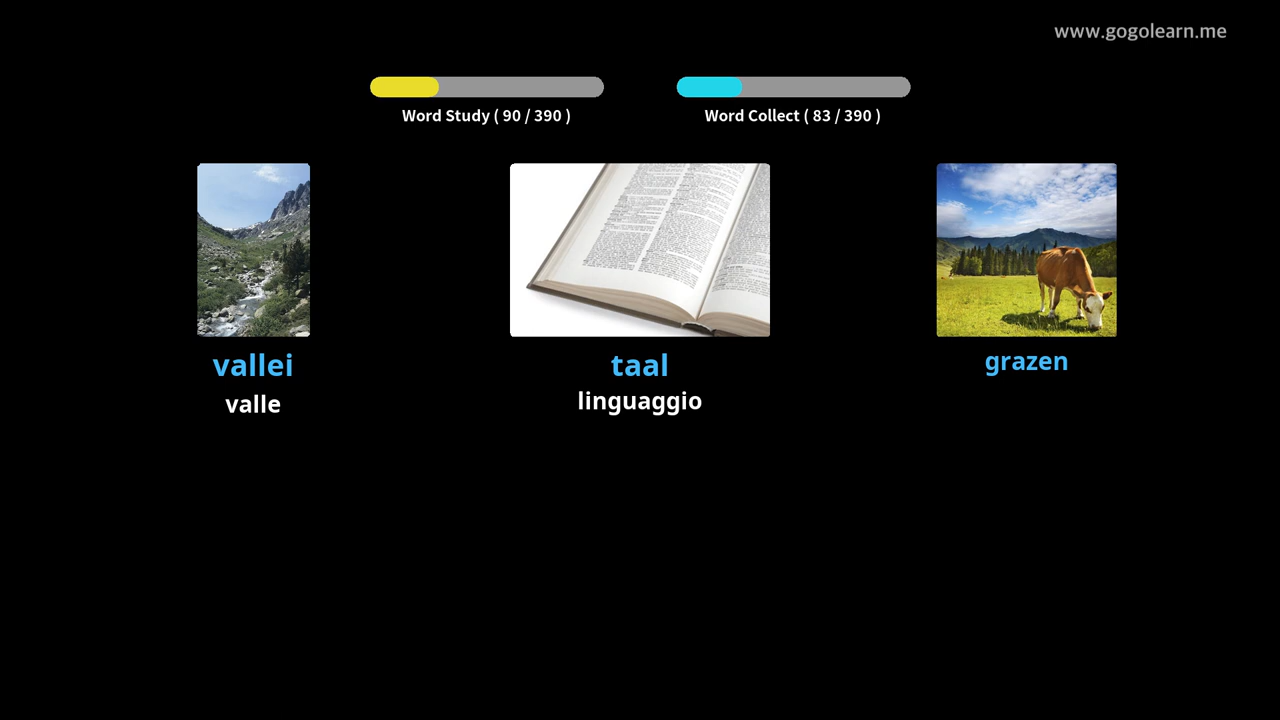 www.gogolearn.me
Word Study ( 90 / 390 )
Word Collect ( 83 / 390 )
vallei
valle
taal
linguaggio
grazen